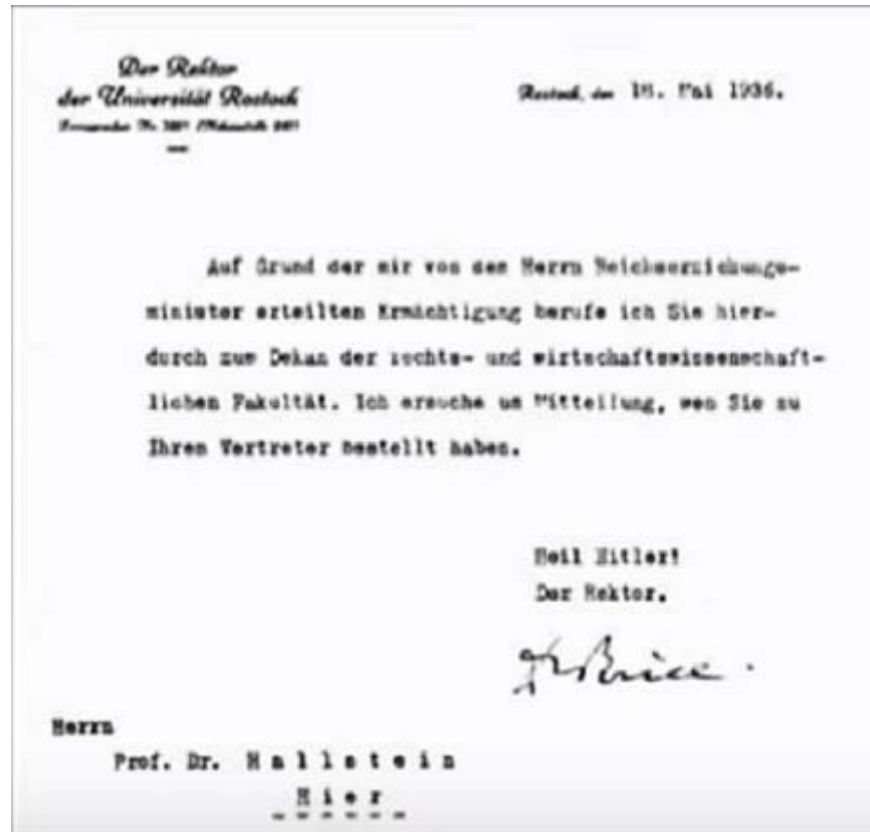 Der Rektor
der Universität Rostock
Rostock, den 18. Mai 1936.
Auf Grund der mir von dem Herrn Reichserziehungs-
minister erteilten Ermächtigung berufe ich Sie hier-
durch zum Dekan der rechts- und wirtschaftswissenschaft-
lichen Fakultät. Ich ersuche um Mitteilung, wen Sie zu
Ihren Vertreter bestellt haben.
Heil Hitler!
Der Rektor.
Herrn
Prof. Dr. Hallstein
Hier